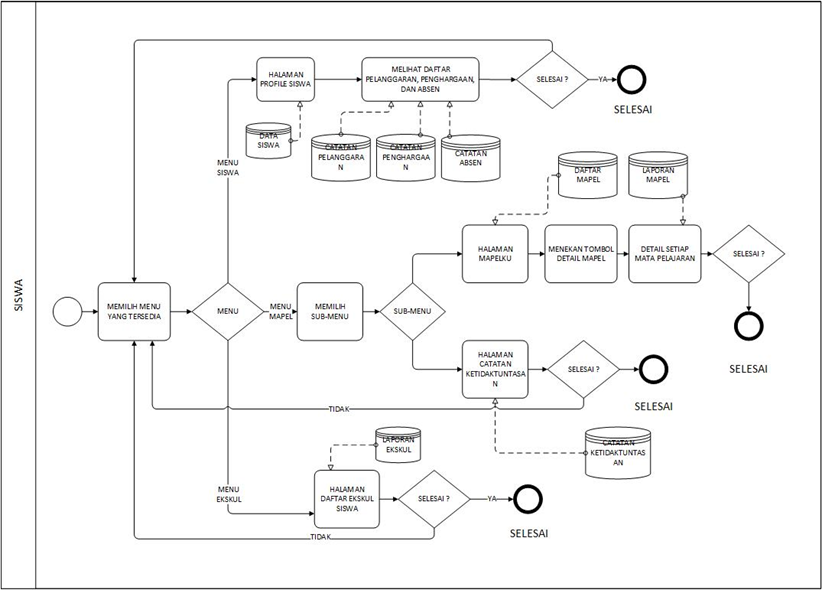 SISWA
HALAMAN
PROFILE SISWA
MELIHAT DAFTAR
PELANGGARAN, PENGHARGAAN,
DAN ABSEN
SELESAI ?
YA
SELESAI
DATA
SISWA
CATATAN
PELANGGARA
N
CATATAN
PENGHARGAA
N
CATATAN
ABSEN
MENU
SISWA
DAFTAR
MAPEL
LAPORAN
MAPEL
HALAMAN
MAPELKU
MENEKAN TOMBOL
DETAIL MAPEL
DETAIL SETIAP
MATA PELAJARAN
SELESAI ?
SELESAI
MEMILIH MENU
YANG TERSEDIA
MENU
MENU
MAPEL
MEMILIH
SUB-MENU
SUB-MENU
HALAMAN
CATATAN
KETIDAKTUNTASA
N
SELESAI ?
SELESAI
TIDAK
CATATAN
KETIDAKTUNTAS
AN
LAPORAN
EKSKUL
MENU
EKSKUL
HALAMAN
DAFTAR EKSKUL
SISWA
SELESAI ?
YA
SELESAI
TIDAK